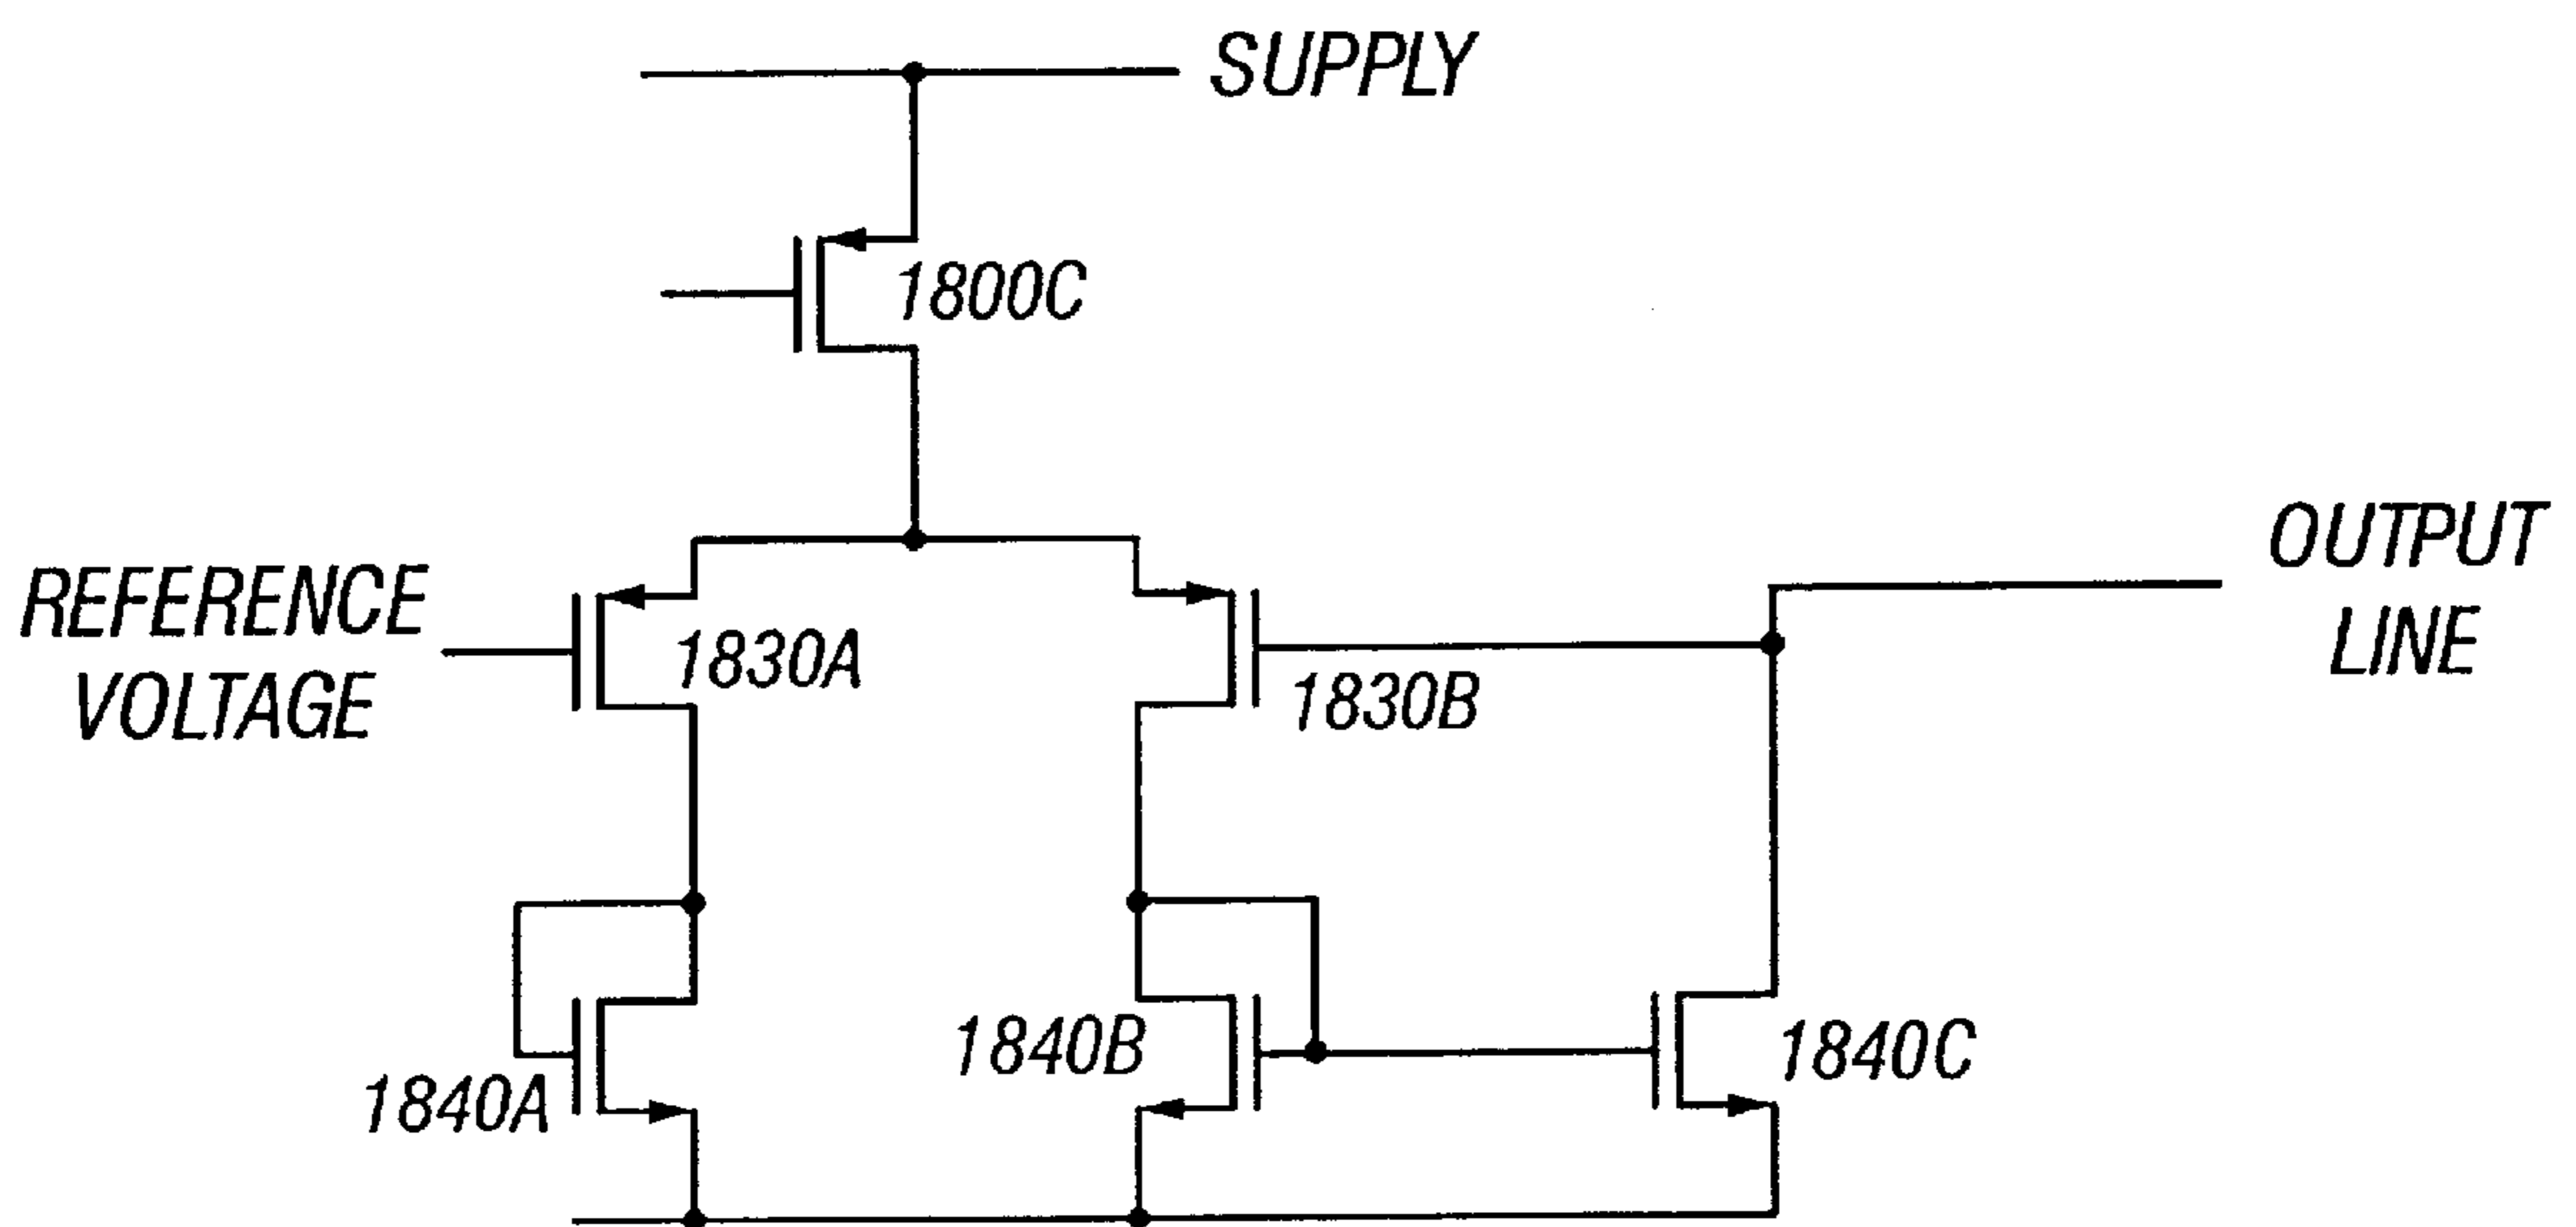 SUPPLY
1800C
REFERENCE
VOLTAGE
1830A
1830B
OUTPUT
LINE
1840A
1840B
1840C